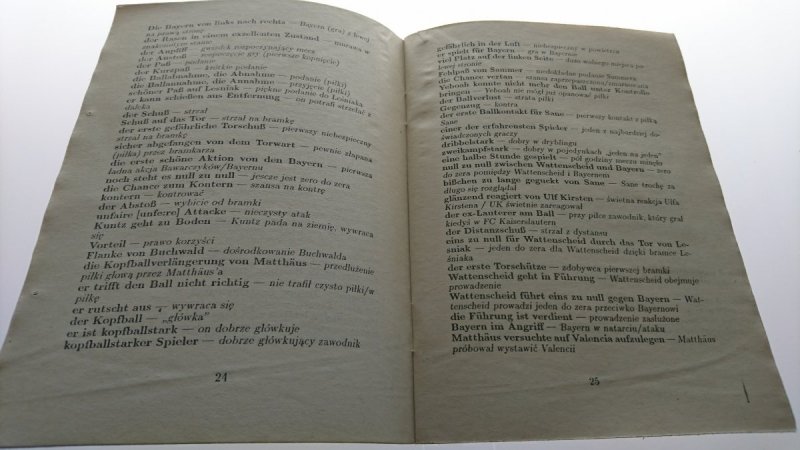 Die Bayern von links nach rechts — Bayern (gra) z lewej
na prawą stronę
der Rasen in einem exzellenten Zustand — murawa w
znakomitym stanie
der Anpfiff — gwizdek rozpoczynający mecz
der Anstoß — rozpoczęcie gry (pierwsze kopnięcie)
der Paß — podanie
der Kurzpaß — krótkie podanie
die Ballabnahme, die Abnahme — podanie (piłki)
die Ballannahme, die Annahme — przyjęcie (piłki)
schöner Paß auf Lesniak — piękne podanie do Leśniaka
er kann schießen aus Entfernung — on potrafi strzelać z
daleka
der Schuß — strzał
Schuß auf das Tor — strzał na bramkę
der erste gefährliche Torschuß — pierwszy niebezpieczny
strzał na bramkę
sicher abgefangen von dem Torwart — pewnie złapana
(piłka) przez bramkarza
die erste schöne Aktion von den Bayern — pierwsza
ładna akcja Bawarczyków/Bayernu
noch steht es null zu null — jeszcze jest zero do zera
die Chance zum Kontern — szansa na kontrę
kontern — kontrować
der Abstoß — wybicie od bramki
unfaire [unfere] Attacke — nieczysty atak
Kuntz geht zu Boden — Kuntz pada na ziemię, wywraca
się
Vorteil — prawo korzyści
Flanke von Buchwald — dośrodkowanie Buchwalda
die Kopfballverlängerung von Matthäus — przedłużenie
piłki głową przez Matthäus'a
er trifft den Ball nicht richtig — nie trafił czysto piłki/w
piłkę
er rutscht aus — wywraca się
der Kopfball — „główka"
er ist kopfballstark — on dobrze główkuje
kopfballstarker Spieler — dobrze główkujący zawodnik
24
gefährlich in der Luft — niebezpieczny w powietrzu
er spielt für Bayern — gra w Bayernie
viel Platz auf der linken Seite — dużo wolnego miejsca po
lewej stronie
Fehlpaß von Sammer — niedokładne podanie Sammera
die Chance vertan — szansa zaprzepaszczona/zmarnowana
Yeboah konnte nicht mehr den Ball unter Kontrolle
bringen — Yeboah nie mógł już opanować piłki
der Ballverlust — strata piłki
Gegenzug — kontra
der erste Ballkontakt für Sane — pierwszy kontakt z piłką
Sane
einer der erfahrensten Spieler — jeden z najbardziej do-
świadczonych graczy
dribbelstark — dobry w dryblingu
zweikampfstark — dobry w pojedynkach „jeden na jeden"
eine halbe Stunde gespielt — pół godziny meczu minęło
null zu null zwischen Wattenscheid und Bayern — zero
do zera pomiędzy Wattenscheid i Bayernem
bißchen zu lange geguckt von Sane — Sane trochę za
długo się rozglądał
glänzend reagiert von Ulf Kirsten — świetna reakcja Ulfa
Kirstena / UK świetnie zareagował
der ex-Lauterer am Ball — przy piłce zawodnik, który grał
kiedyś w FC Kaiserslautern
der Distanzschuß — strzał z dystansu
eins zu null für Wattenscheid durch das Tor von Le-
śniak — jeden do zera dla Wattenscheid dzięki bramce Le-
śniaka
der erste Torschütze — zdobywca pierwszej bramki
Wattenscheid geht in Führung — Wattenscheid obejmuje
prowadzenie
Wattenscheid führt eins zu null gegen Bayern — Wat-
tenscheid prowadzi jeden do zera przeciwko Bayernowi
die Führung ist verdient — prowadzenie zasłużone
Bayern im Angriff — Bayern w natarciu/ataku
Matthäus versuchte auf Valencia aufzulegen — Matthäus
próbował wystawić Valencii
25